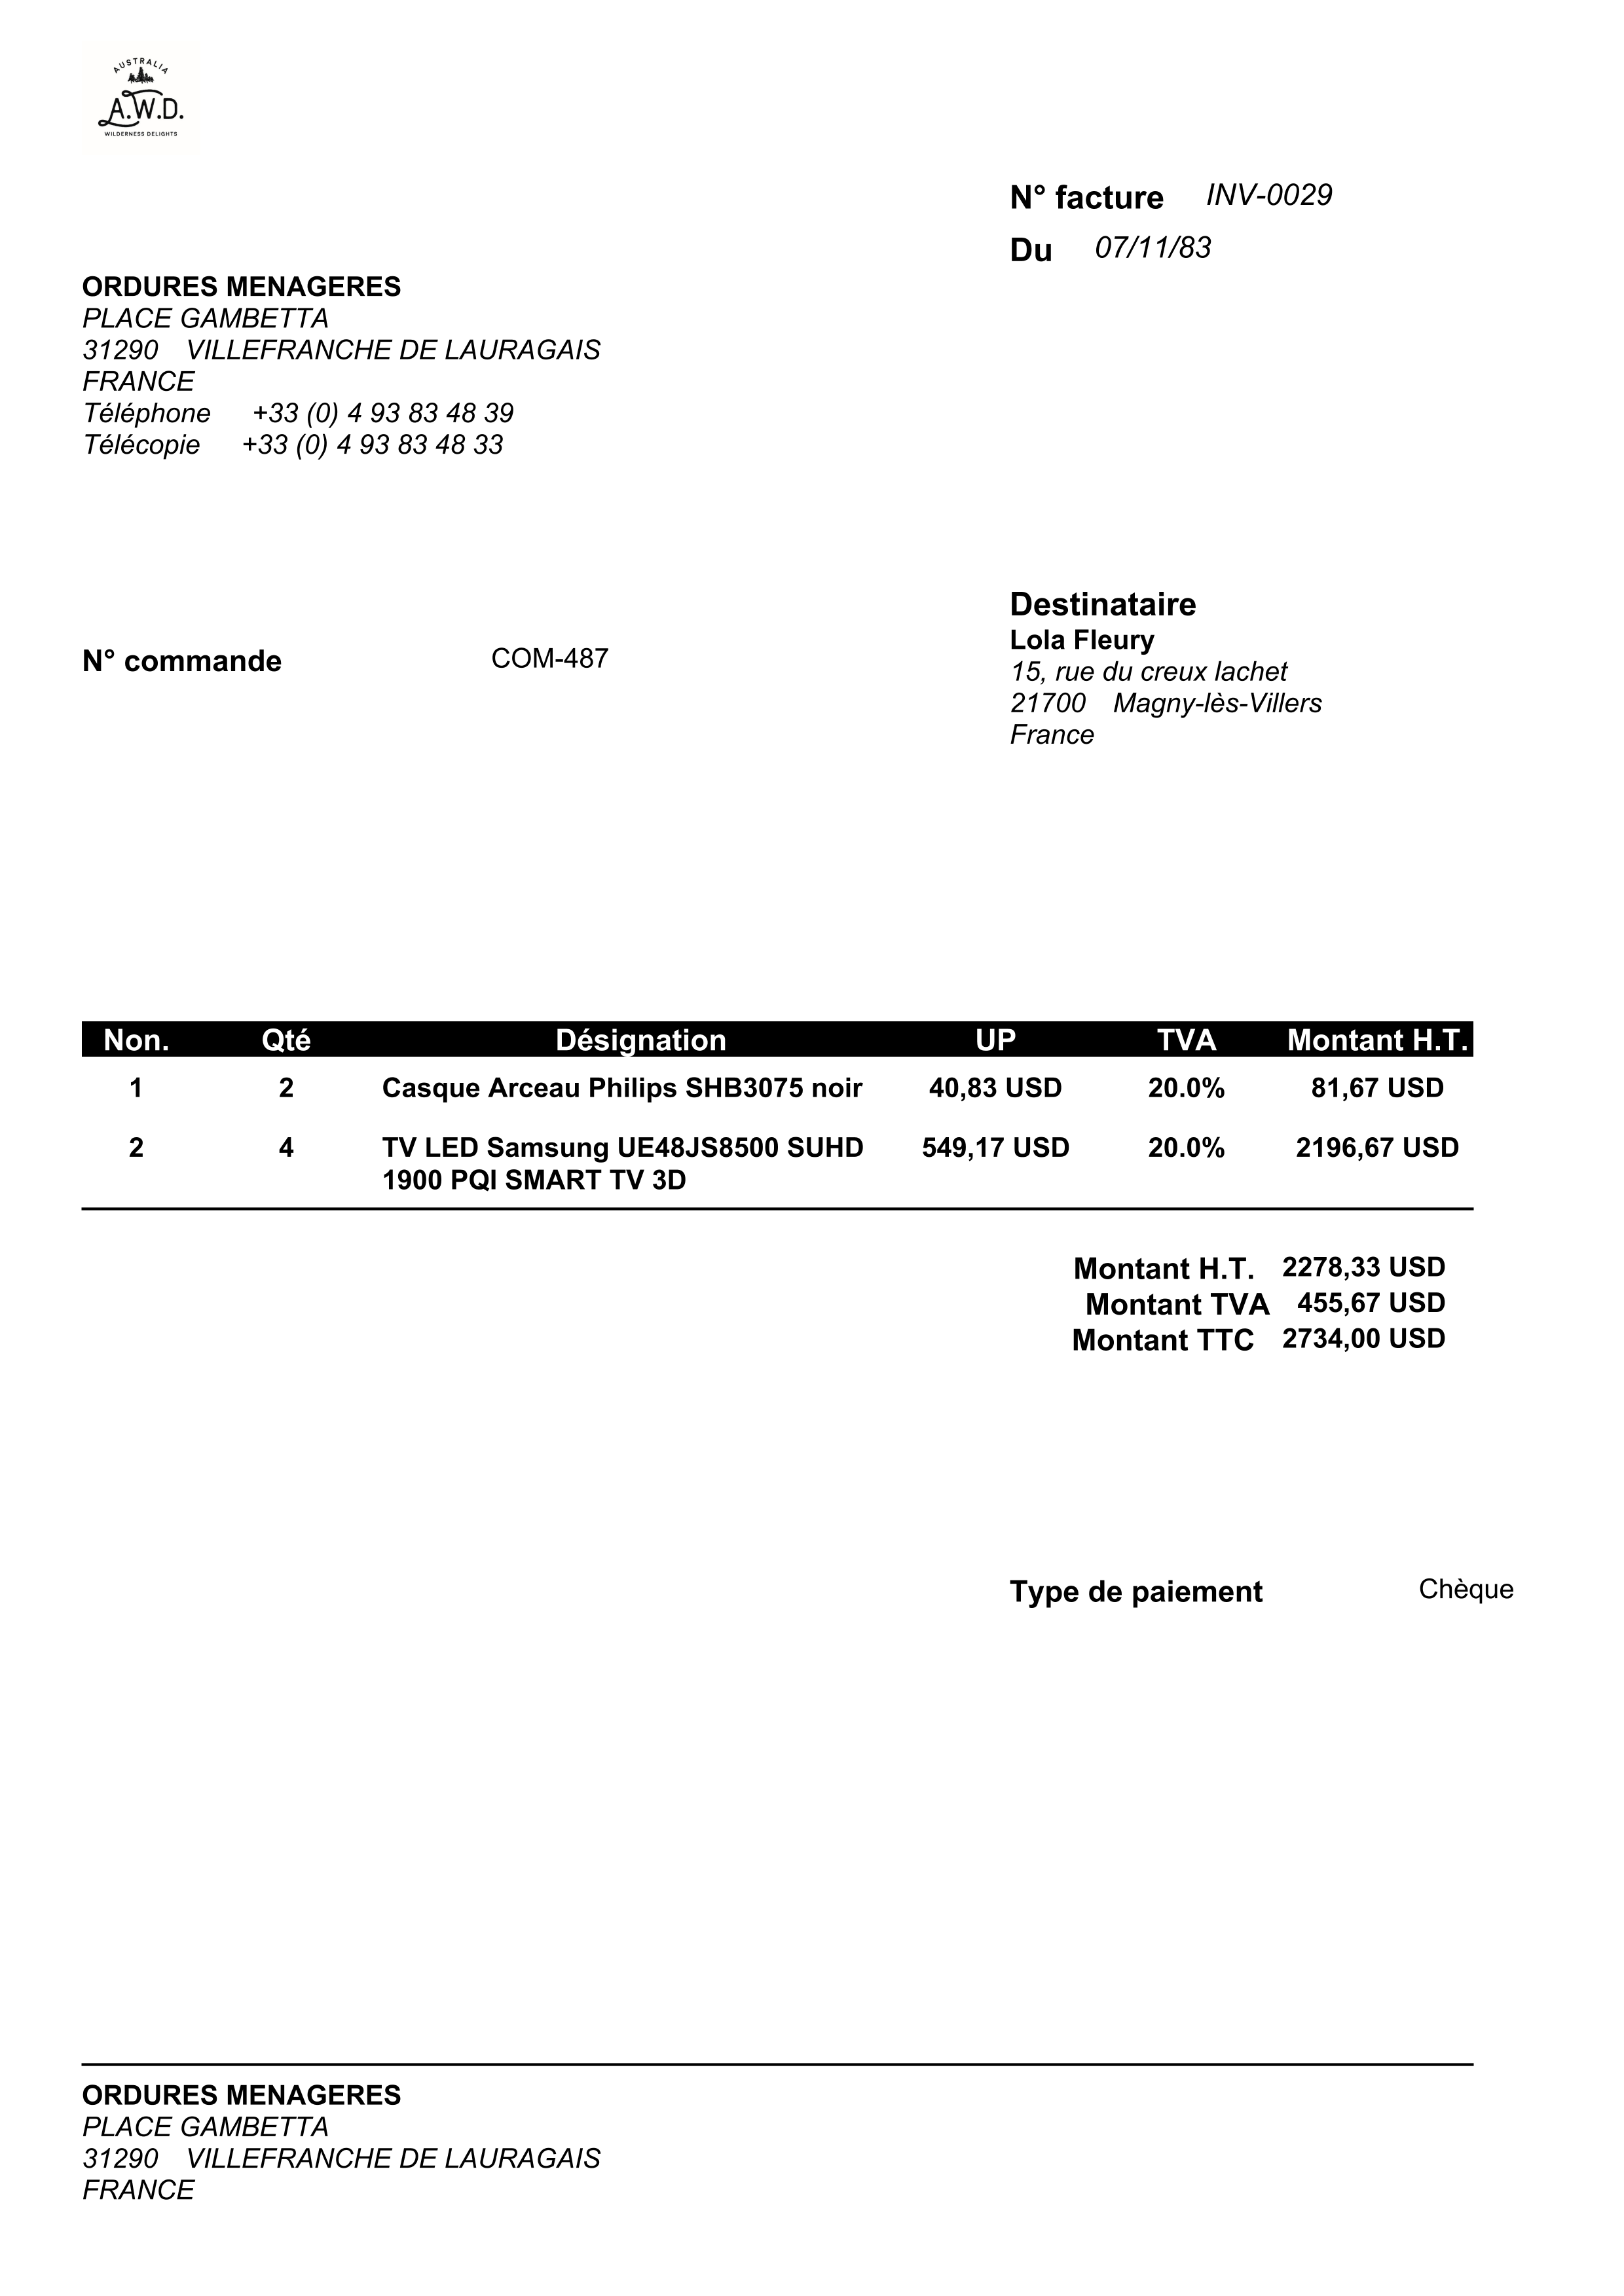 AUSTRALIA
A.W.D.
WILDERNESS DELIGHTS
N° facture INV-0029
Du 07/11/83
ORDURES MENAGERES
PLACE GAMBETTA
31290 VILLEFRANCHE DE LAURAGAIS
FRANCE
Téléphone +33 (0) 4 93 83 48 39
Télécopie +33 (0) 4 93 83 48 33
Destinataire
Lola Fleury
15, rue du creux lachet
21700 Magny-lès-Villers
France
N° commande COM-487
Non. Qté Désignation UP TVA Montant H.T.
1 2 Casque Arceau Philips SHB3075 noir 40,83 USD 20.0% 81,67 USD
2 4 TV LED Samsung UE48JS8500 SUHD 549,17 USD 20.0% 2196,67 USD
1900 PQI SMART TV 3D
Montant H.T. 2278,33 USD
Montant TVA 455,67 USD
Montant TTC 2734,00 USD
Type de paiement Chèque
ORDURES MENAGERES
PLACE GAMBETTA
31290 VILLEFRANCHE DE LAURAGAIS
FRANCE